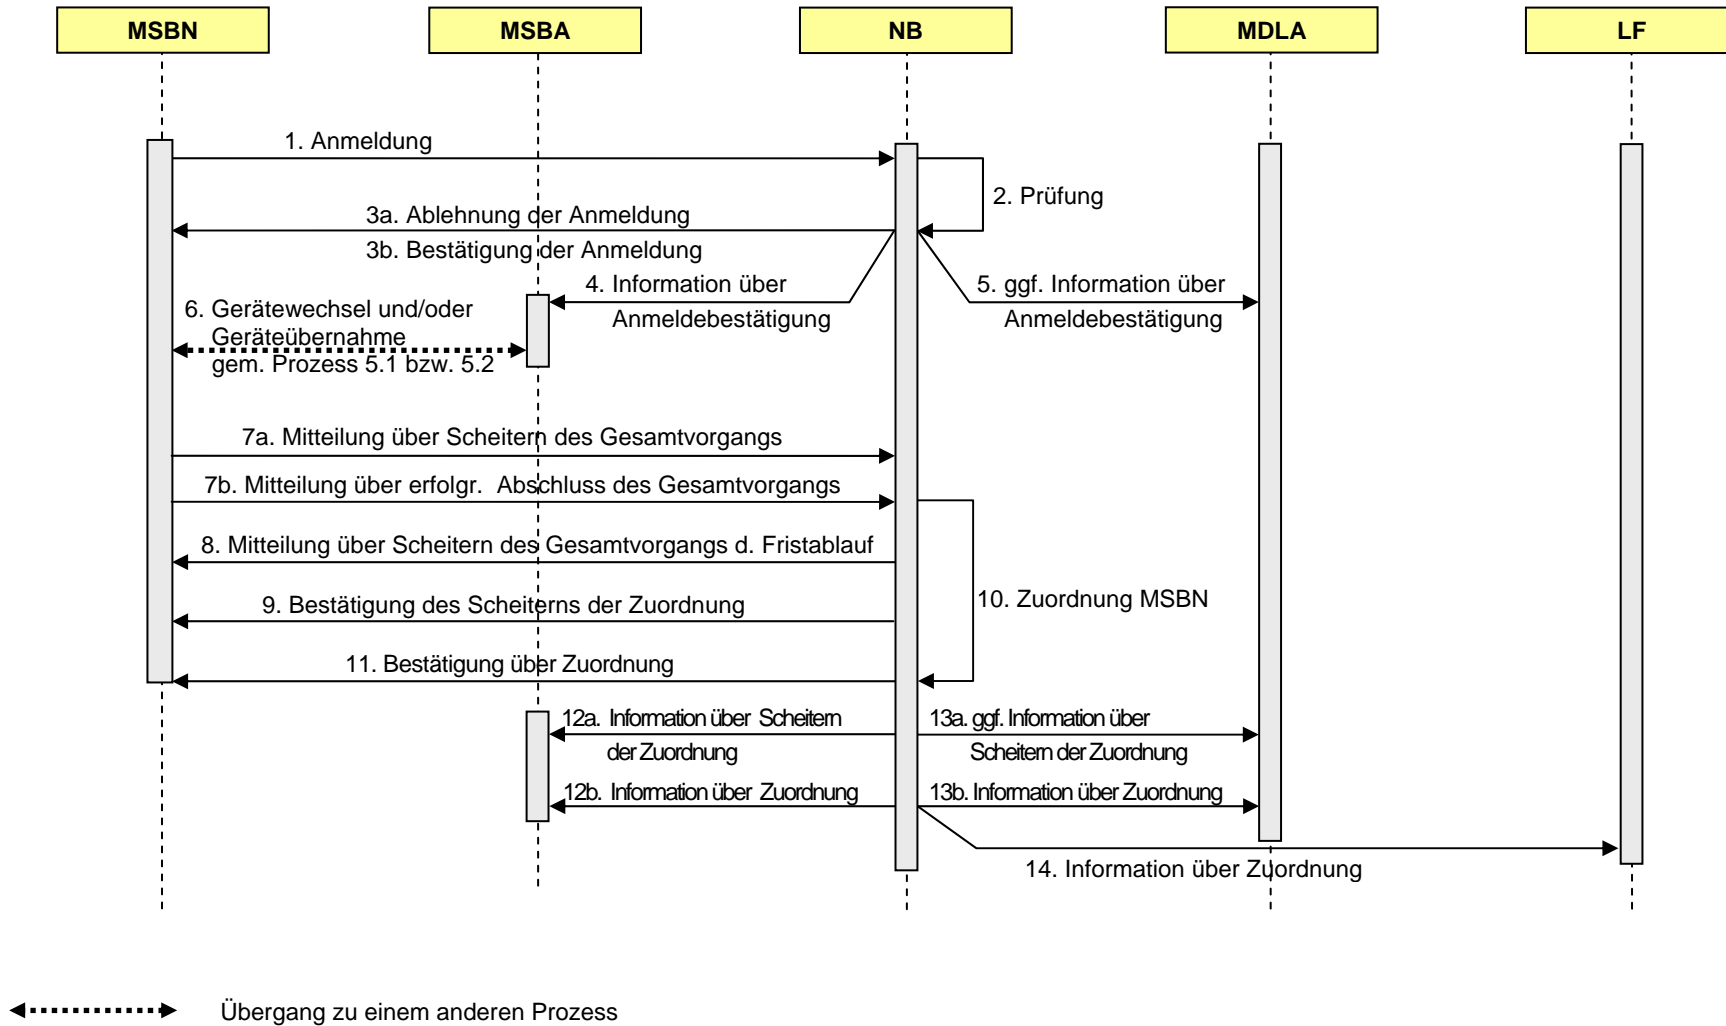 MSBN
MSBA
NB
MDLA
LF
1. Anmeldung
2. Prüfung
3a. Ablehnung der Anmeldung
3b. Bestätigung der Anmeldung
4. Information über
Anmeldebestätigung
5. ggf. Information über
Anmeldebestätigung
6. Gerätewechsel und/oder
Geräteübernahme
gem. Prozess 5.1 bzw. 5.2
7a. Mitteilung über Scheitern des Gesamtvorgangs
7b. Mitteilung über erfolgr. Abschluss des Gesamtvorgangs
8. Mitteilung über Scheitern des Gesamtvorgangs d. Fristablauf
9. Bestätigung des Scheiterns der Zuordnung
10. Zuordnung MSBN
11. Bestätigung über Zuordnung
12a. Information über Scheitern
der Zuordnung
13a. ggf. Information über
Scheitern der Zuordnung
12b. Information über Zuordnung
13b. Information über Zuordnung
14. Information über Zuordnung
Übergang zu einem anderen Prozess